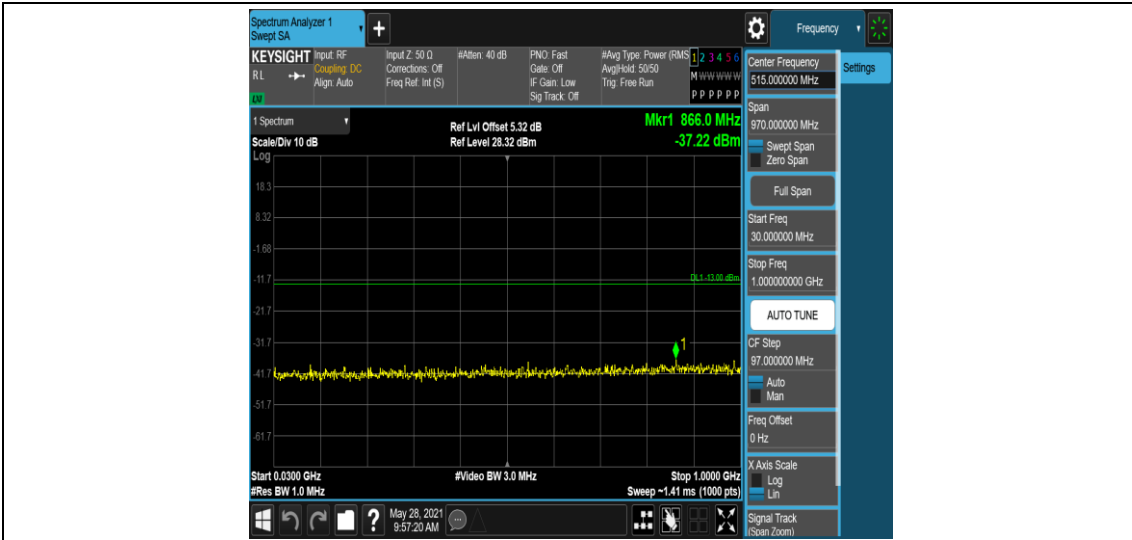 Spectrum Analyzer 1
Swept SA
+
Frequency
KEYSIGHT
RL
LXI
Input: RF
Coupling: DC
Align: Auto
Input Z: 50 Ω
Corrections: Off
Freq Ref: Int (S)
#Atten: 40 dB
PNO: Fast
Gate: Off
IF Gain: Low
Sig Track: Off
#Avg Type: Power (RMS
Avg|Hold: 50/50
Trig: Free Run
1 2 3 4 5 6
M W W W W W
P P P P P P
1 Spectrum
Scale/Div 10 dB
Log
Ref Lvl Offset 5.32 dB
Ref Level 28.32 dBm
Mkr1 866.0 MHz
-37.22 dBm
18.3
8.32
-1.68
-11.7
DL1 -13.00 dBm
-21.7
-31.7
1
-41.7
-51.7
-61.7
Start 0.0300 GHz
#Res BW 1.0 MHz
#Video BW 3.0 MHz
Stop 1.0000 GHz
Sweep ~1.41 ms (1000 pts)
?
May 28, 2021
9:57:20 AM
Center Frequency
515.000000 MHz
Span
970.000000 MHz
Swept Span
Zero Span
Full Span
Start Freq
30.000000 MHz
Stop Freq
1.000000000 GHz
AUTO TUNE
CF Step
97.000000 MHz
Auto
Man
Freq Offset
0 Hz
X Axis Scale
Log
Lin
Signal Track
(Span Zoom)
Settings